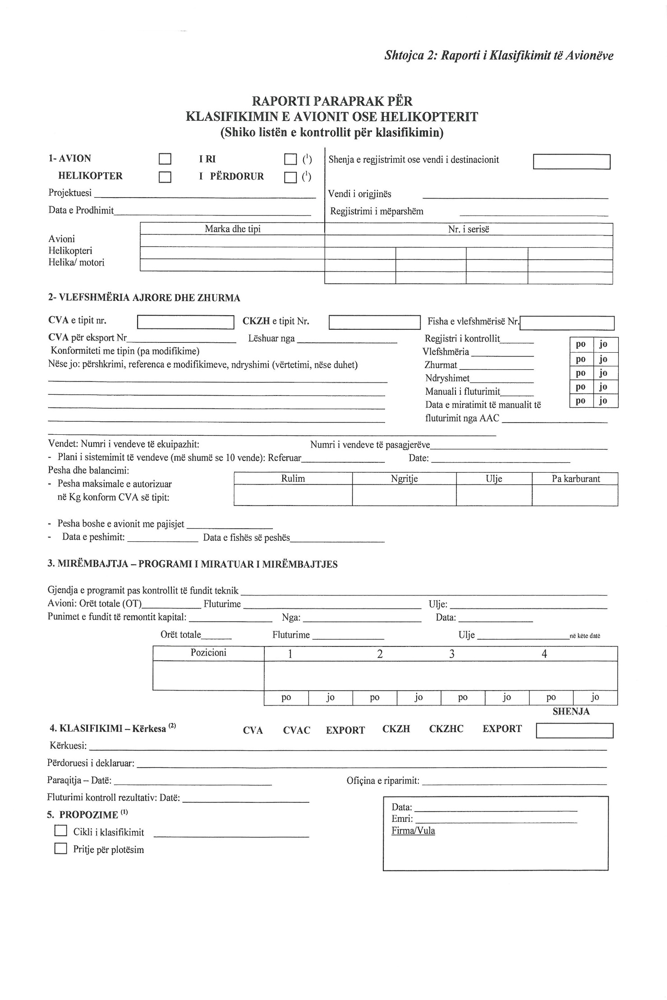 Shtojca 2: Raporti i Klasifikimit të Avionëve
RAPORTI PARAPRAK PËR
KLASIFIKIMIN E AVIONIT OSE HELIKOPTERIT
(Shiko listën e kontrollit për klasifikimin)
1- AVION I RI (1) Shenja e regjistrimit ose vendi i destinacionit
HELIKOPTER I PËRDORUR (1)
Projektuesi Vendi i origjinës
Data e Prodhimit Regjistrimi i mëparshëm
Marka dhe tipi Nr. i serisë
Avioni
Helikopteri
Helika/ motori
2- VLEFSHMËRIA AJRORE DHE ZHURMA
CVA e tipit nr. CKZH e tipit Nr. Fisha e vlefshmërisë Nr.
CVA për eksport Nr Lëshuar nga Regjistri i kontrollit po jo
Konformiteti me tipin (pa modifikime) Vlefshmëria po jo
Nëse jo: përshkrimi, referenca e modifikimeve, ndryshimi (vërtetimi, nëse duhet) Zhurmat po jo
Ndryshimet po jo
Manuali i fluturimit po jo
Data e miratimit të manualit të
fluturimit nga AAC
Vendet: Numri i vendeve të ekuipazhit: Numri i vendeve të pasagjerëve
- Plani i sistemimit të vendeve (më shumë se 10 vende): Referuar Date:
Pesha dhe balancimi:
Rulim Ngritje Ulje Pa karburant
- Pesha maksimale e autorizuar
në Kg konform CVA së tipit:
- Pesha boshe e avionit me pajisjet
- Data e peshimit: Data e fishës së peshës
3. MIRËMBAJTJA – PROGRAMI I MIRATUAR I MIRËMBAJTJES
Gjendja e programit pas kontrollit të fundit teknik
Avioni: Orët totale (OT) Fluturime Ulje:
Punimet e fundit të remontit kapital: Nga: Data:
Orët totale Fluturime Ulje në këte datë
Pozicioni 1 2 3 4
po jo po jo po jo po jo
SHENJA
4. KLASIFIKIMI – Kërkesa (2) CVA CVAC EXPORT CKZH CKZHC EXPORT
Kërkuesi:
Përdoruesi i deklaruar:
Paraqitja – Datë: Ofiçina e riparimit:
Fluturimi kontroll rezultativ: Datë:
5. PROPOZIME (1)
Cikli i klasifikimit
Pritje për plotësim
Data:
Emri:
Firma/Vula